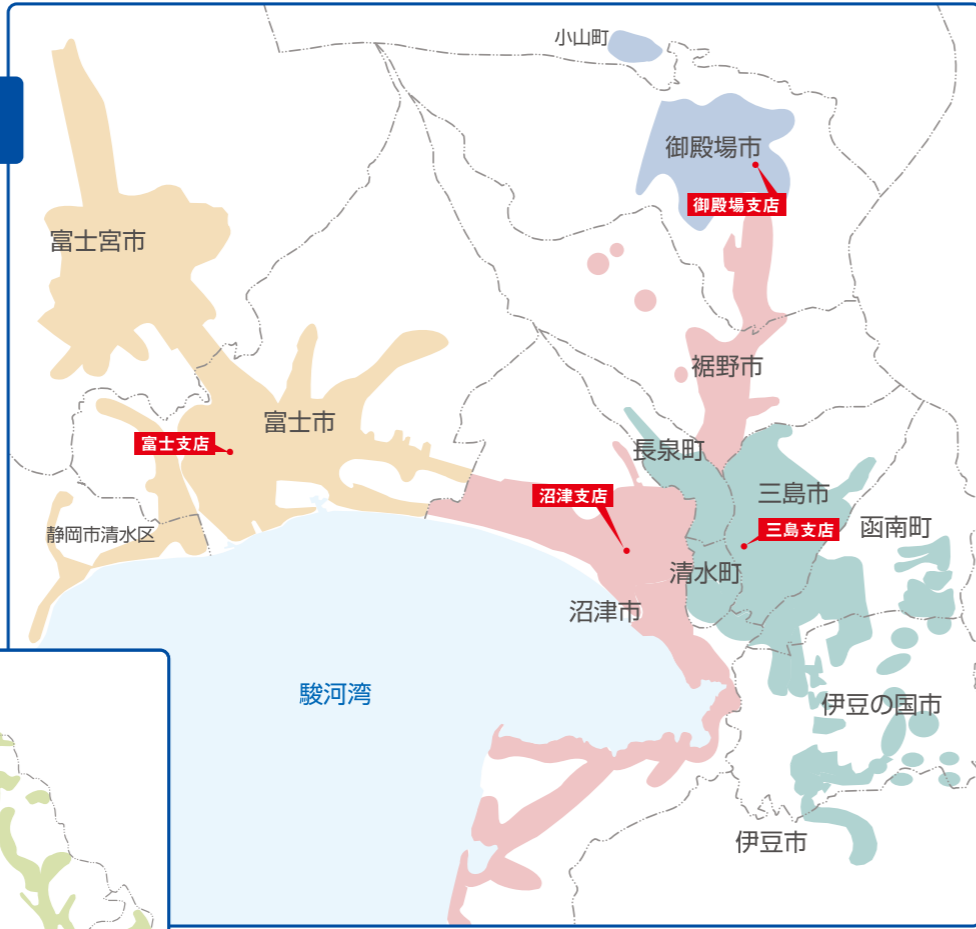 小山町
御殿場市
御殿場支店
富士宮市
裾野市
富士市
富士支店
長泉町
沼津支店
三島市
三島支店
函南町
静岡市清水区
清水町
沼津市
駿河湾
伊豆の国市
伊豆市